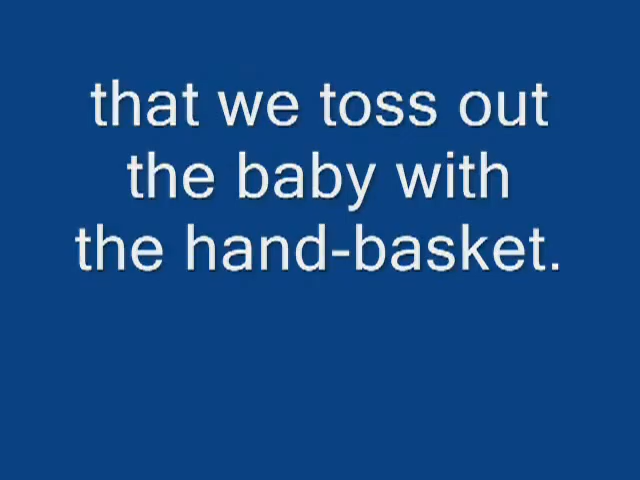 that we toss out
the baby with
the hand-basket.